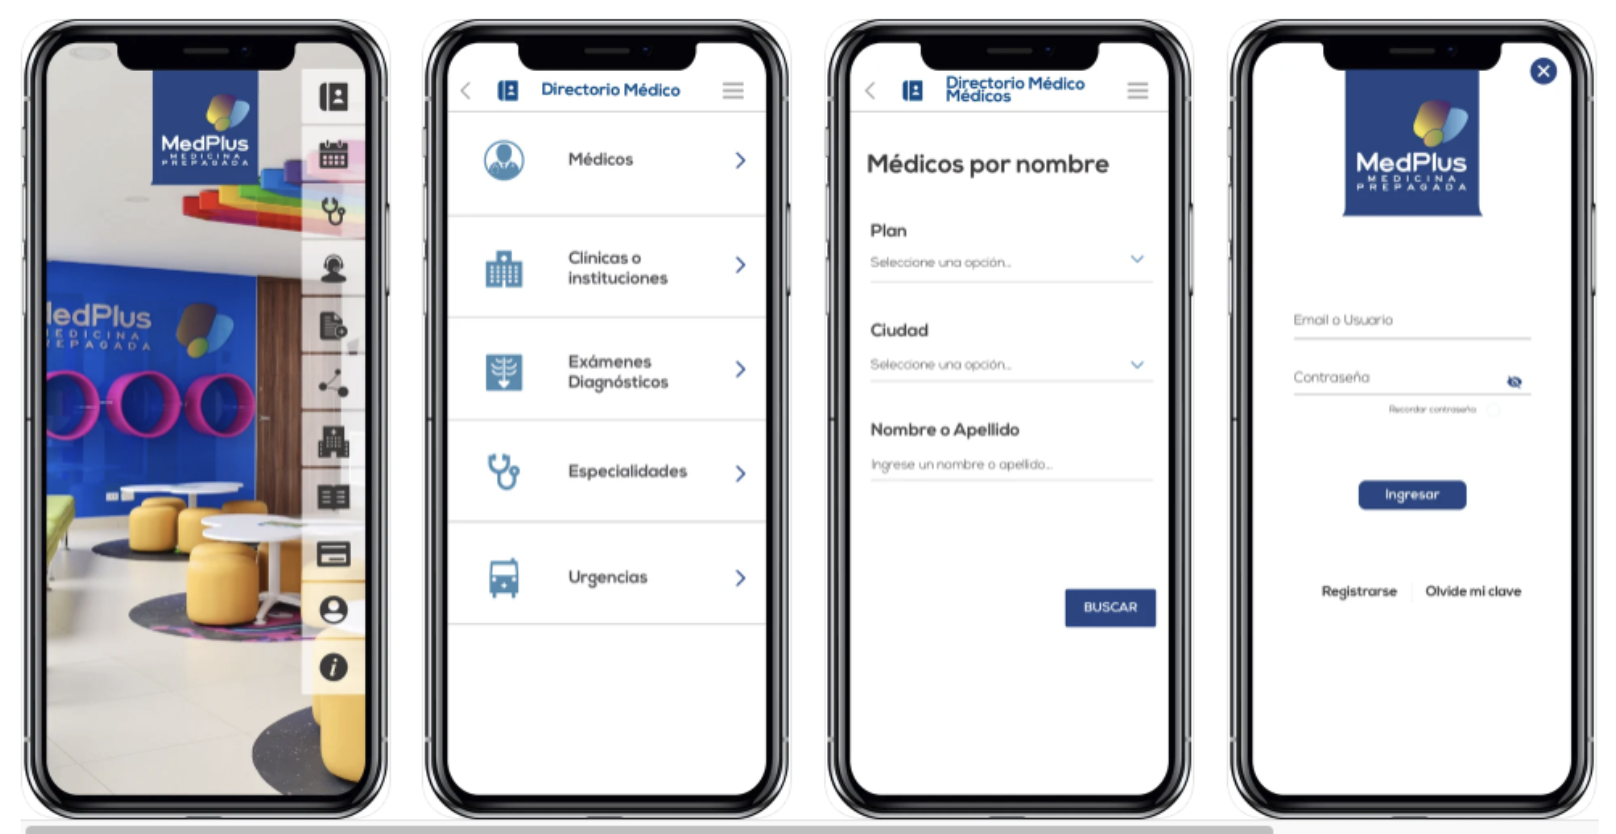 MedPlus
MEDICINA
PREPAGADA
edPlus
EDICINA
EPAGADA
Directorio Médico
Médicos
Clínicas o
instituciones
Exámenes
Diagnósticos
Especialidades
Urgencias
Directorio Médico
Médicos
Médicos por nombre
Plan
Seleccione una opción...
Ciudad
Seleccione una opción...
Nombre o Apellido
Ingrese un nombre o apellido...
BUSCAR
MedPlus
MEDICINA
PREPAGADA
Email o Usuario
Contraseña
Recordar contraseña
Ingresar
Registrarse
Olvide mi clave